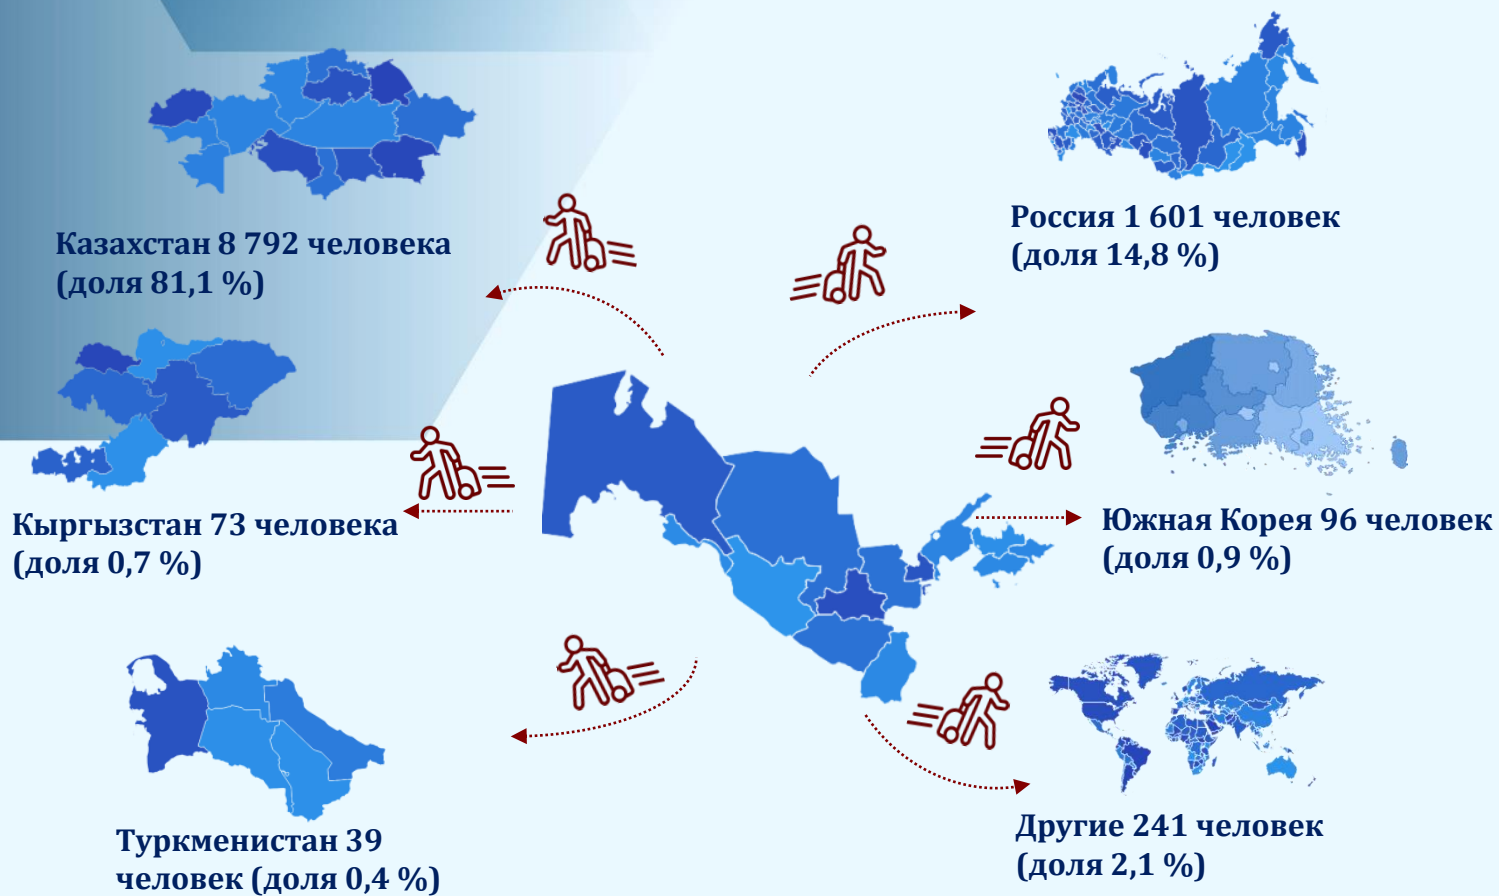 Казахстан 8 792 человека
(доля 81,1 %)
Россия 1 601 человек
(доля 14,8 %)
Кыргызстан 73 человека
(доля 0,7 %)
Южная Корея 96 человек
(доля 0,9 %)
Туркменистан 39
человек (доля 0,4 %)
Другие 241 человек
(доля 2,1 %)